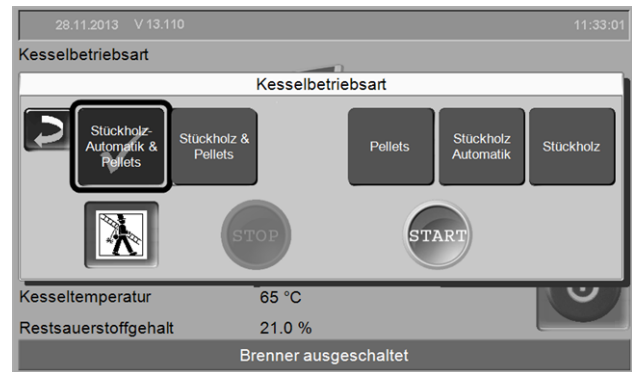 28.11.2013 V 13.110 11:33:01
Kesselbetriebsart
Kesselbetriebsart
Stückholz-
Automatik &
Pellets
Stückholz &
Pellets
Pellets
Stückholz
Automatik
Stückholz
STOP
START
Kesseltemperatur 65 °C
Restsauerstoffgehalt 21.0 %
Brenner ausgeschaltet